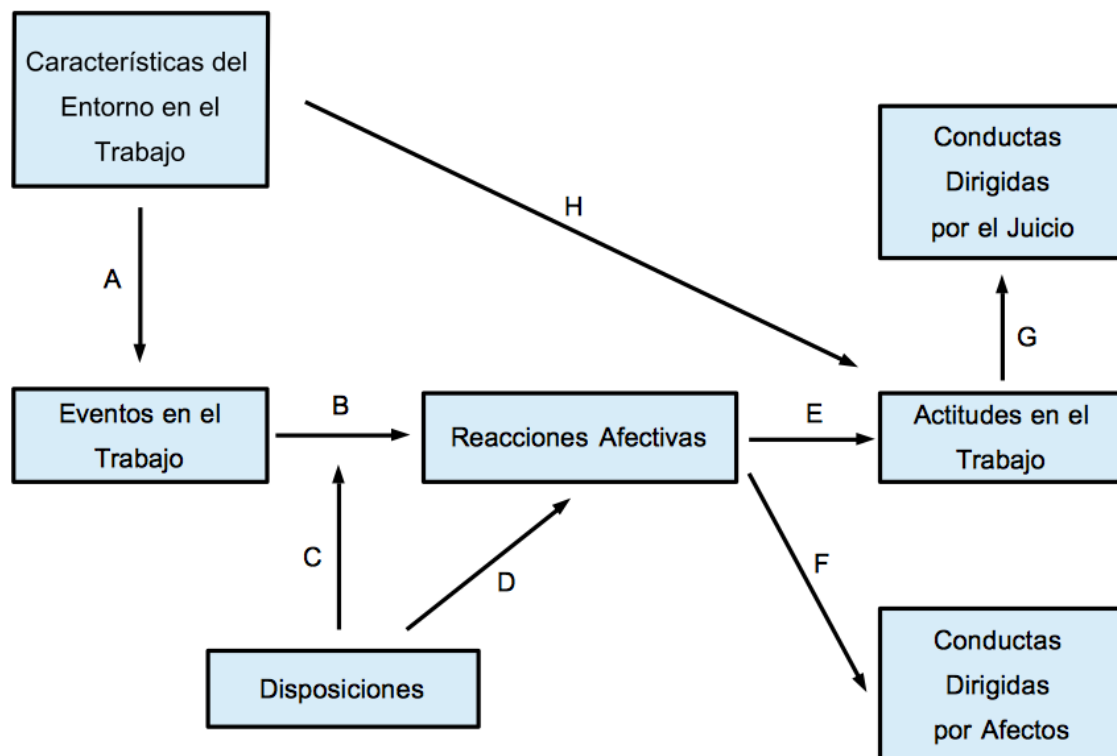 Características del
Entorno en el
Trabajo
H
Conductas
Dirigidas
por el Juicio
A
G
Eventos en el
Trabajo
B
Reacciones Afectivas
E
Actitudes en el
Trabajo
C
D
F
Disposiciones
Conductas
Dirigidas
por Afectos